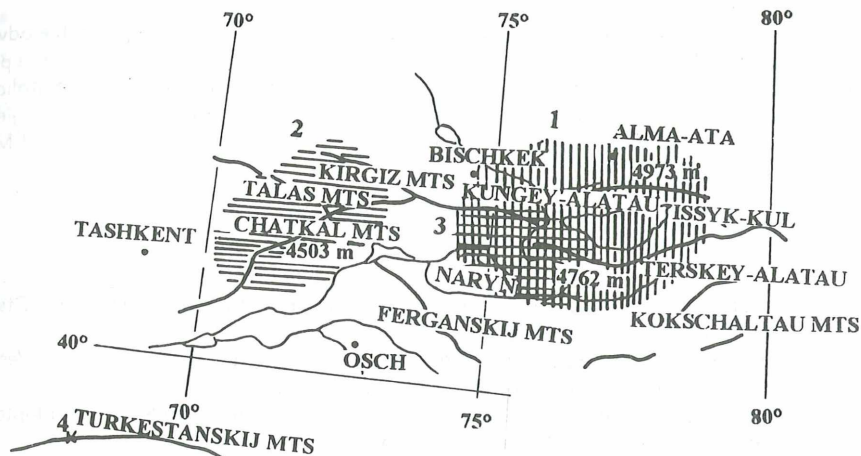 70°
75°
80°
2
1
ALMA-ATA
BISCHKEK
4973 m
KIRGIZ MTS
TALAS MTS
KUNGEY-ALATAU
ISSYK-KUL
CHATKAL MTS
3
TASHKENT
4503 m
4762 m
TERSKEY-ALATAU
NARYN
FERGANSKIJ MTS
KOKSCHALTAU MTS
40°
OSCH
70°
75°
80°
4
TURKESTANSKIJ MTS